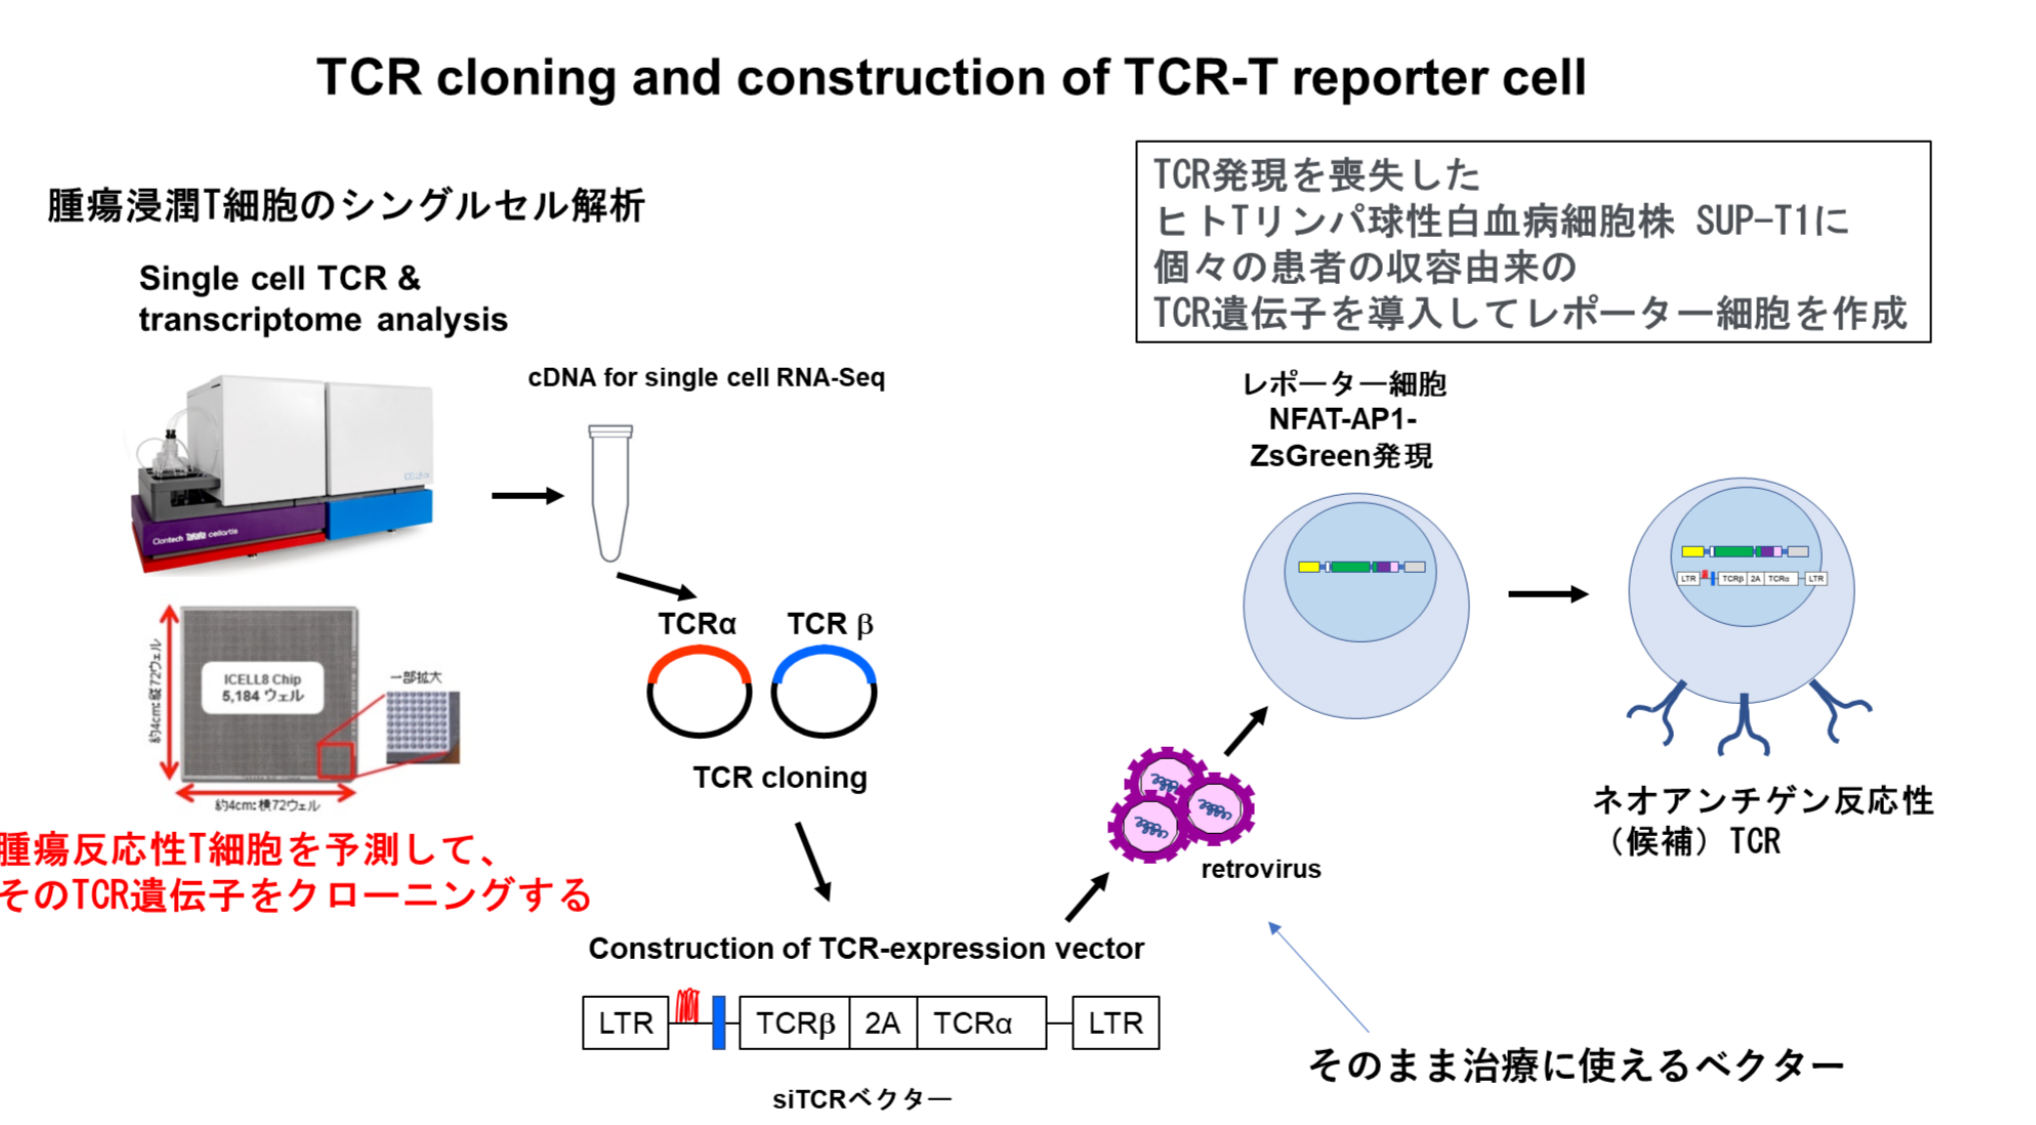 TCR cloning and construction of TCR-T reporter cell
腫瘍浸潤T細胞のシングルセル解析
Single cell TCR &
transcriptome analysis
cDNA for single cell RNA-Seq
Clontech TaKaRa cellartis
ICELL8 Chip
5,184 ウェル
約4cm:縦72ウェル
一部拡大
約4cm:横72ウェル
腫瘍反応性T細胞を予測して、
そのTCR遺伝子をクローニングする
TCRα
TCR β
TCR cloning
Construction of TCR-expression vector
LTR
TCRβ
2A
TCRα
LTR
siTCRベクター
TCR発現を喪失した
ヒトTリンパ球性白血病細胞株 SUP-T1に
個々の患者の収容由来の
TCR遺伝子を導入してレポーター細胞を作成
レポーター細胞
NFAT-AP1-
ZsGreen発現
retrovirus
LTR
TCRβ
2A
TCRα
LTR
ネオアンチゲン反応性
（候補）TCR
そのまま治療に使えるベクター